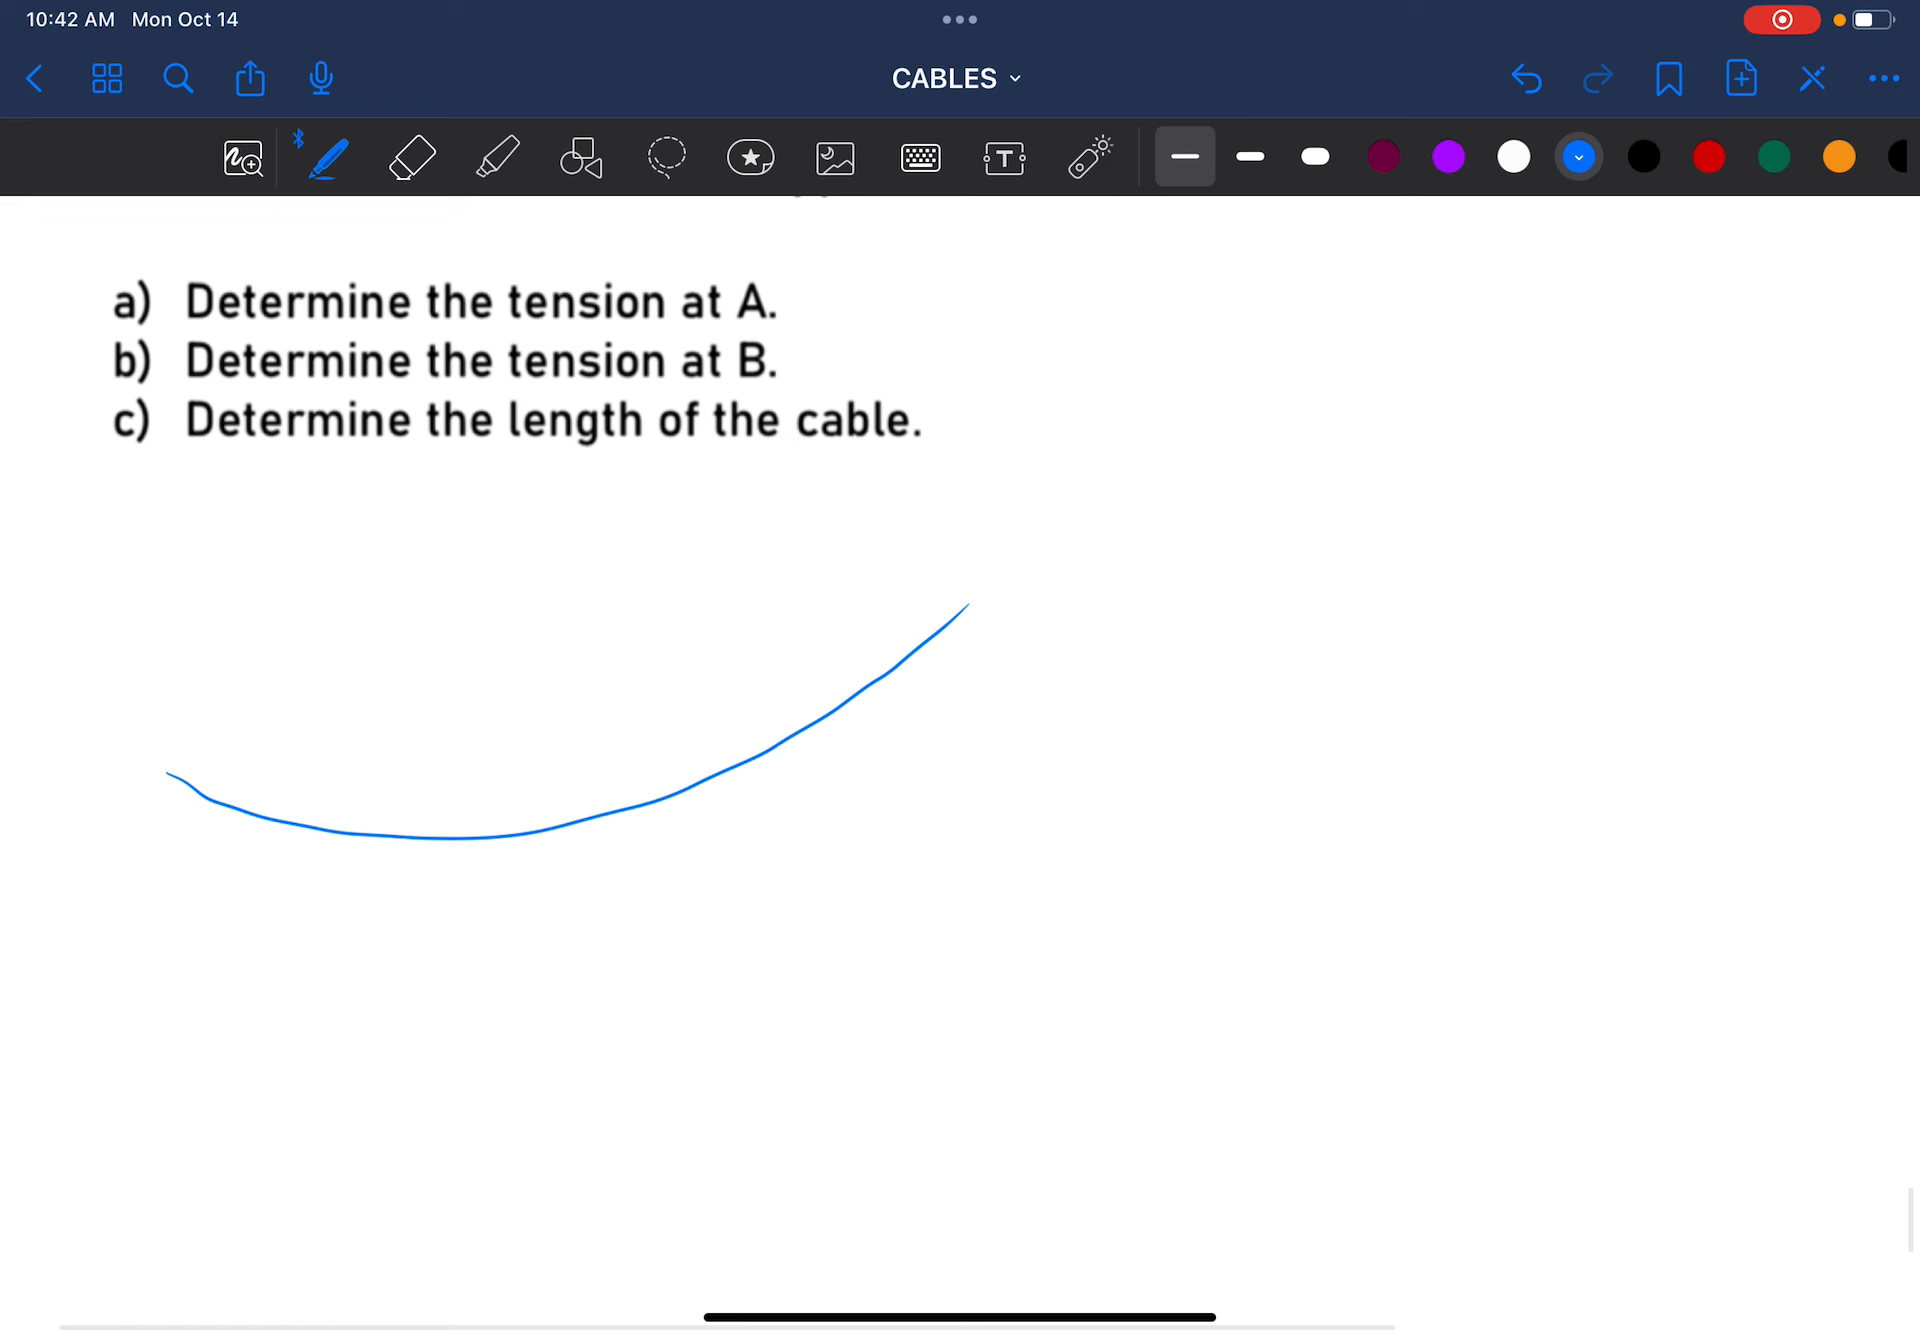 10:42 AM Mon Oct 14
CABLES
T
a) Determine the tension at A.
b) Determine the tension at B.
c) Determine the length of the cable.